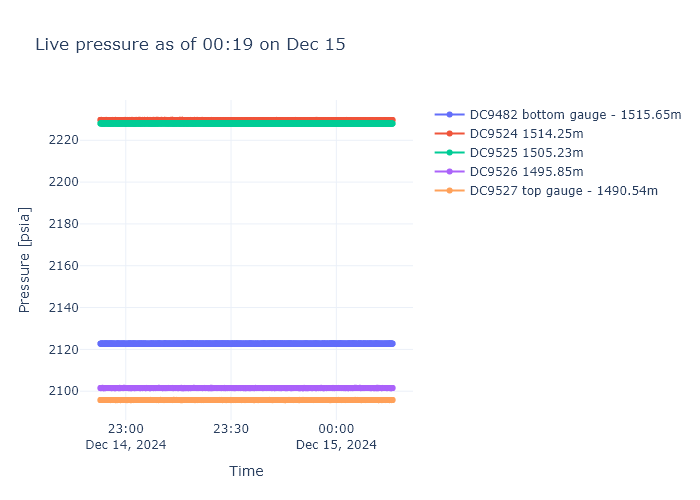 Live pressure as of 00:19 on Dec 15
DC9482 bottom gauge - 1515.65m
DC9524 1514.25m
DC9525 1505.23m
DC9526 1495.85m
DC9527 top gauge - 1490.54m
Pressure [psia]
2220
2200
2180
2160
2140
2120
2100
23:00
Dec 14, 2024
23:30
00:00
Dec 15, 2024
Time